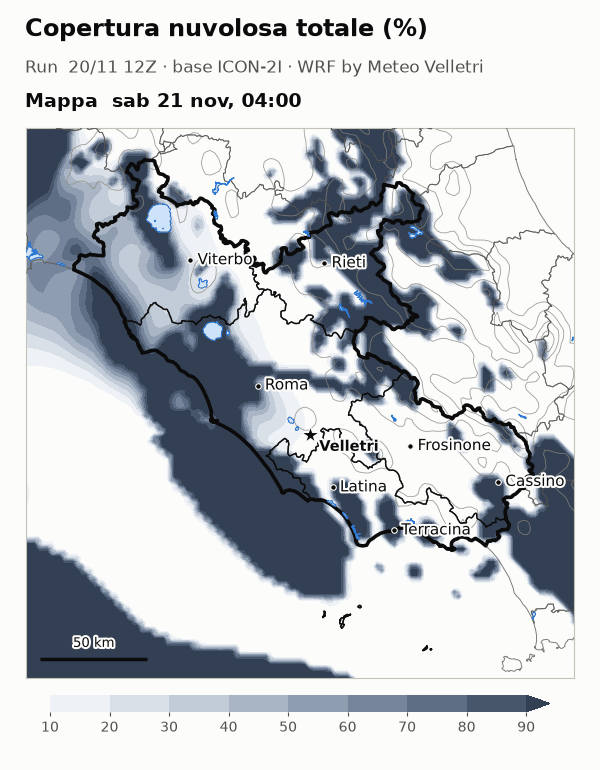 Copertura nuvolosa totale (%)
Run 20/11 12Z · base ICON-2I · WRF by Meteo Velletri
Mappa sab 21 nov, 04:00
Viterbo
Rieti
Roma
Velletri
Frosinone
Latina
Cassino
Terracina
50 km
10 20 30 40 50 60 70 80 90